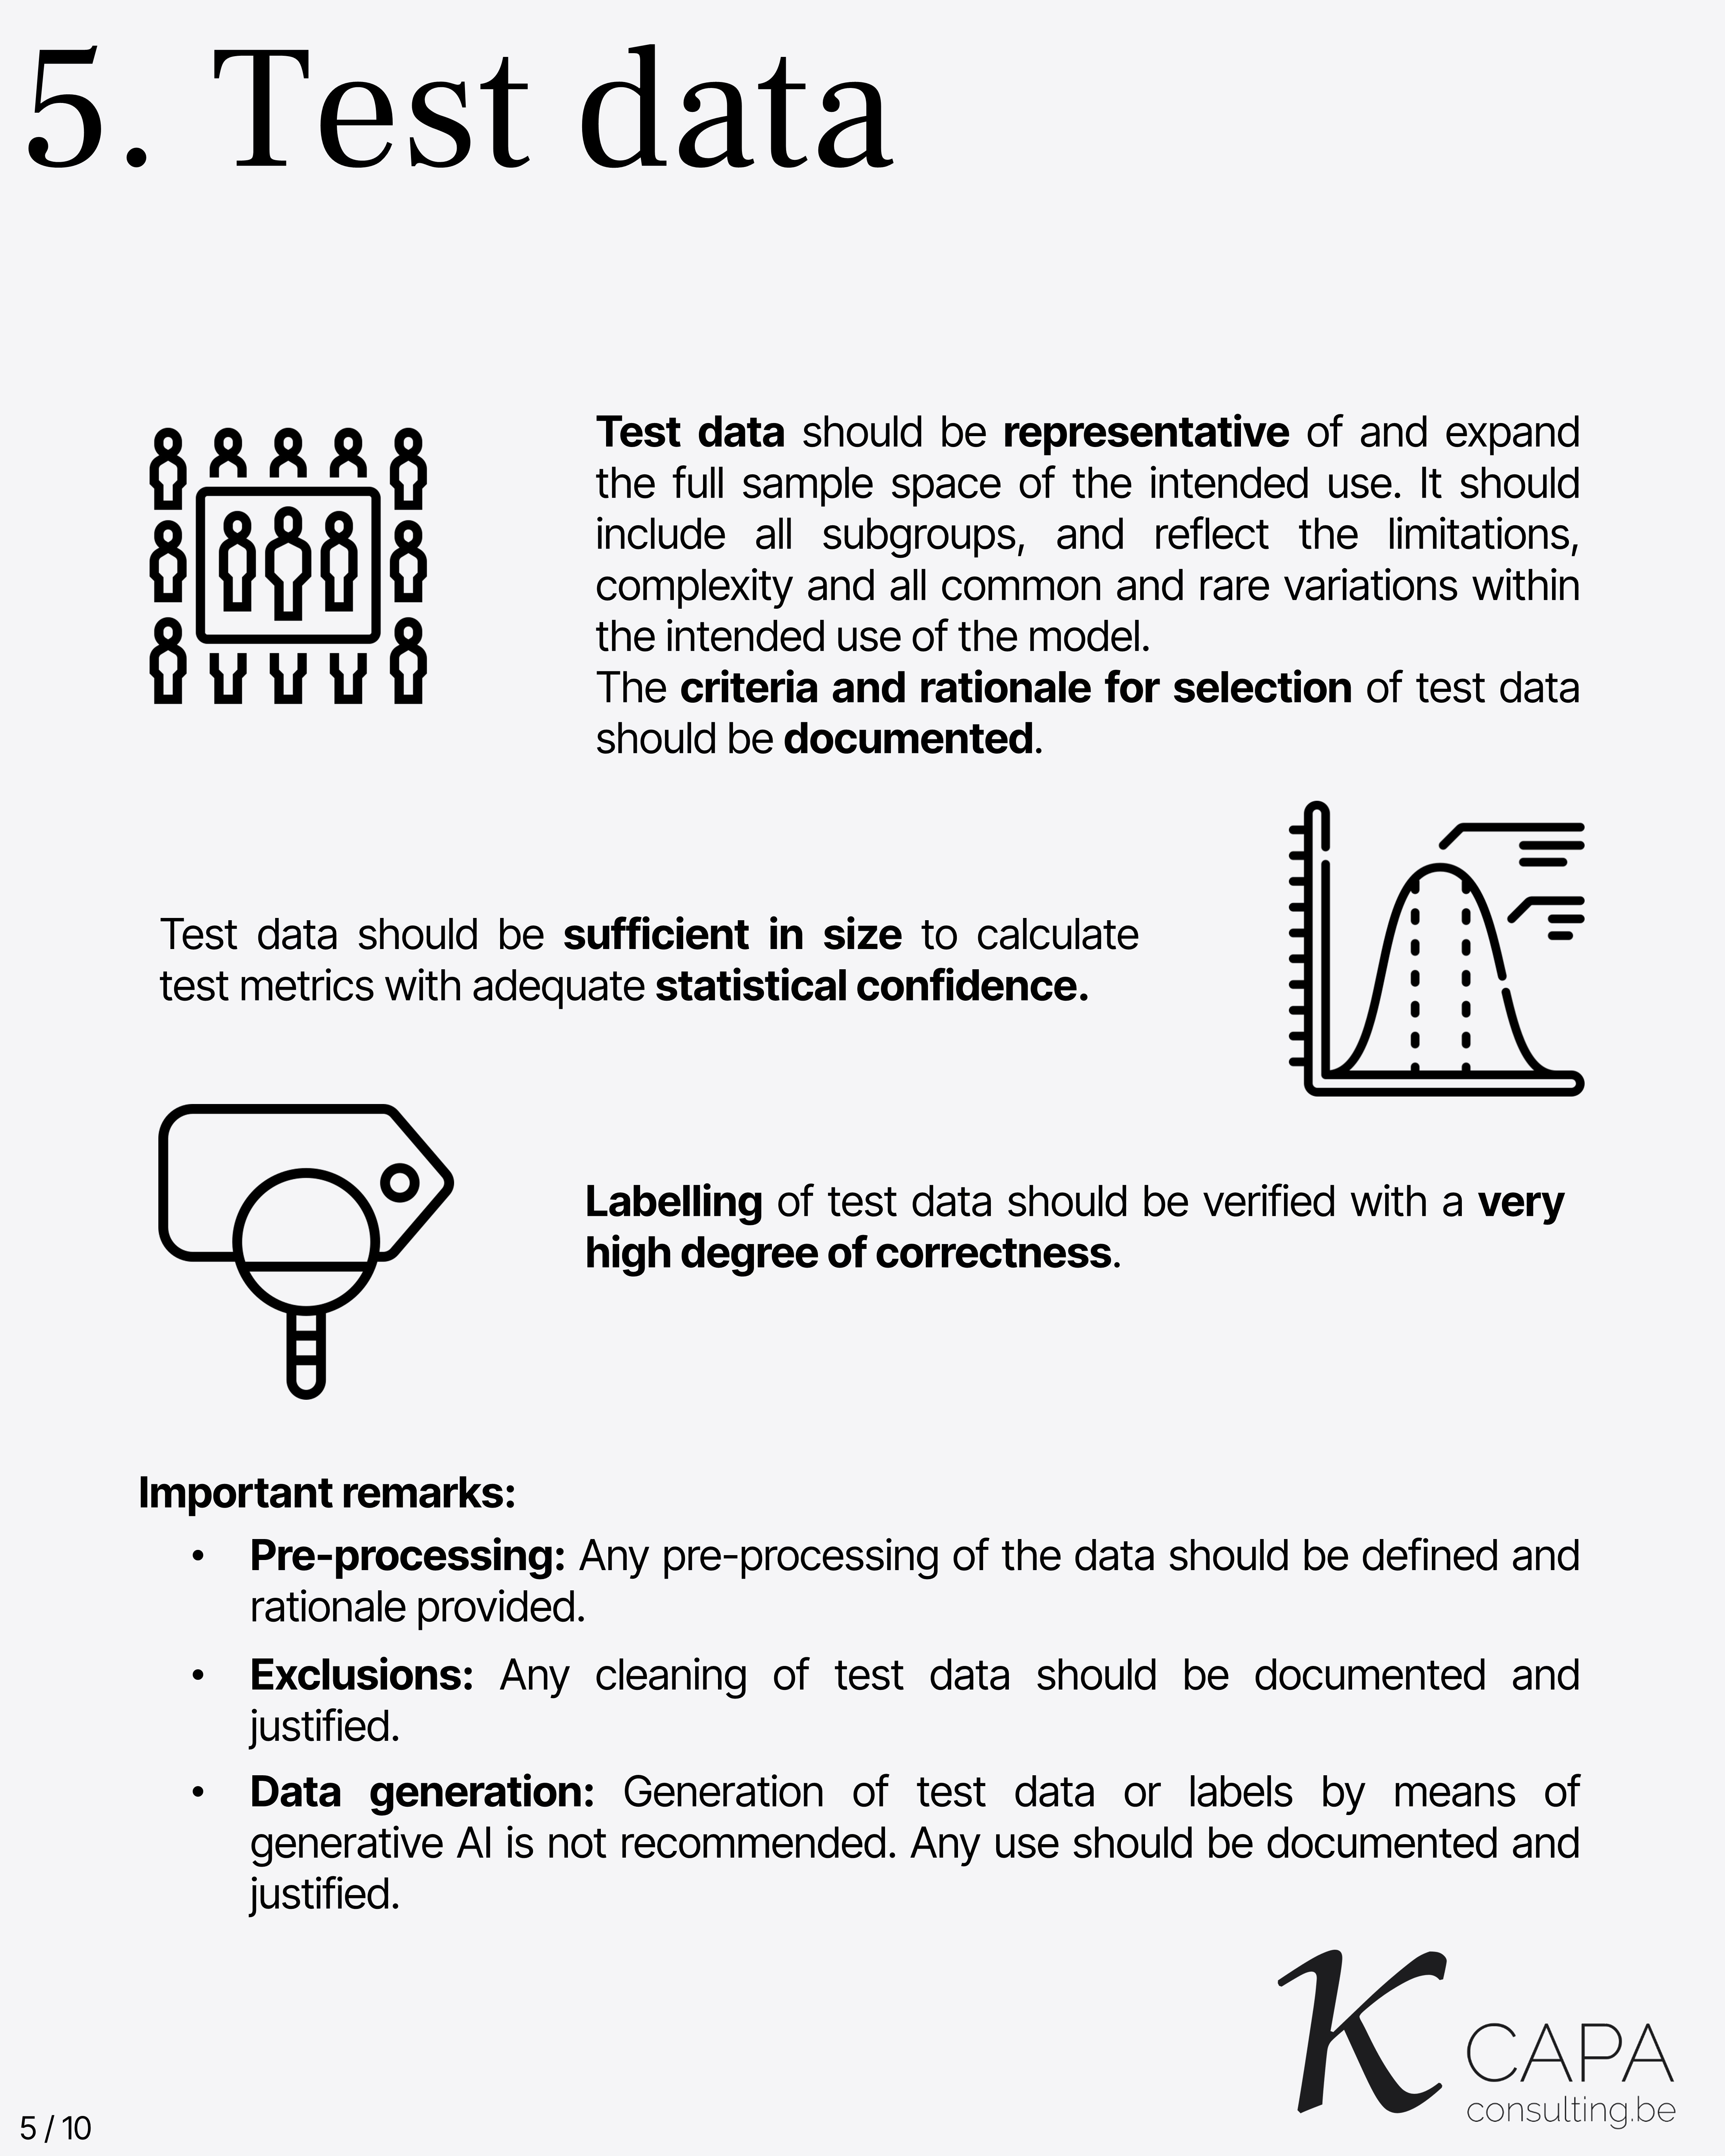 5. Test data
Test data should be representative of and expand
the full sample space of the intended use. It should
include all subgroups, and reflect the limitations,
complexity and all common and rare variations within
the intended use of the model.
The criteria and rationale for selection of test data
should be documented.
Test data should be sufficient in size to calculate
test metrics with adequate statistical confidence.
Labelling of test data should be verified with a very
high degree of correctness.
Important remarks:
• Pre-processing: Any pre-processing of the data should be defined and
rationale provided.
• Exclusions: Any cleaning of test data should be documented and
justified.
• Data generation: Generation of test data or labels by means of
generative AI is not recommended. Any use should be documented and
justified.
K CAPA
consulting.be
5 / 10